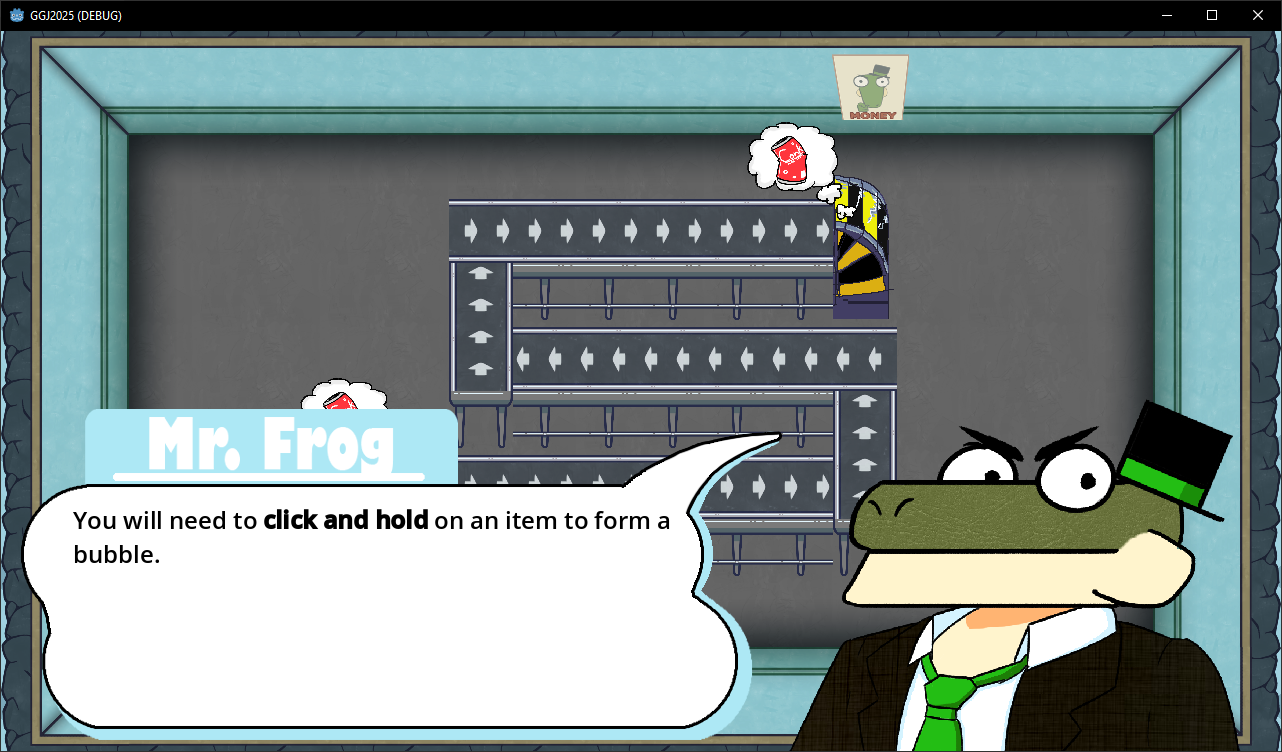 GGJ2025 (DEBUG)
MONEY
Mr. Frog
You will need to click and hold on an item to form a
bubble.